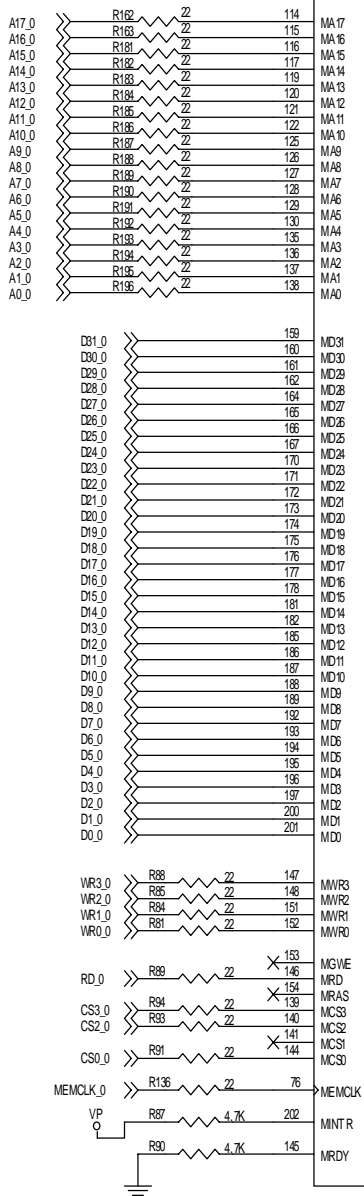 A17_0 R162 22 114 MA17
A16_0 R163 22 115 MA16
A15_0 R181 22 116 MA15
A14_0 R182 22 117 MA14
A13_0 R183 22 119 MA13
A12_0 R184 22 120 MA12
A11_0 R185 22 121 MA11
A10_0 R186 22 122 MA10
A9_0 R187 22 125 MA9
A8_0 R188 22 126 MA8
A7_0 R189 22 127 MA7
A6_0 R190 22 128 MA6
A5_0 R191 22 129 MA5
A4_0 R192 22 130 MA4
A3_0 R193 22 135 MA3
A2_0 R194 22 136 MA2
A1_0 R195 22 137 MA1
A0_0 R196 22 138 MA0
D31_0 159 MD31
D30_0 160 MD30
D29_0 161 MD29
D28_0 162 MD28
D27_0 164 MD27
D26_0 165 MD26
D25_0 166 MD25
D24_0 167 MD24
D23_0 170 MD23
D22_0 171 MD22
D21_0 172 MD21
D20_0 173 MD20
D19_0 174 MD19
D18_0 175 MD18
D17_0 176 MD17
D16_0 177 MD16
D15_0 178 MD15
D14_0 181 MD14
D13_0 182 MD13
D12_0 185 MD12
D11_0 186 MD11
D10_0 187 MD10
D9_0 188 MD9
D8_0 189 MD8
D7_0 192 MD7
D6_0 193 MD6
D5_0 194 MD5
D4_0 195 MD4
D3_0 196 MD3
D2_0 197 MD2
D1_0 200 MD1
D0_0 201 MD0
WR3_0 R88 22 147 MWR3
WR2_0 R85 22 148 MWR2
WR1_0 R84 22 151 MWR1
WR0_0 R81 22 152 MWR0
153 MGWE
RD_0 R89 22 146 MRD
154 MRAS
CS3_0 R94 22 139 MCS3
CS2_0 R93 22 140 MCS2
141 MCS1
CS0_0 R91 22 144 MCS0
MEMCLK_0 R136 22 76 MEMCLK
VP R87 4.7K 202 MINTR
R90 4.7K 145 MRDY